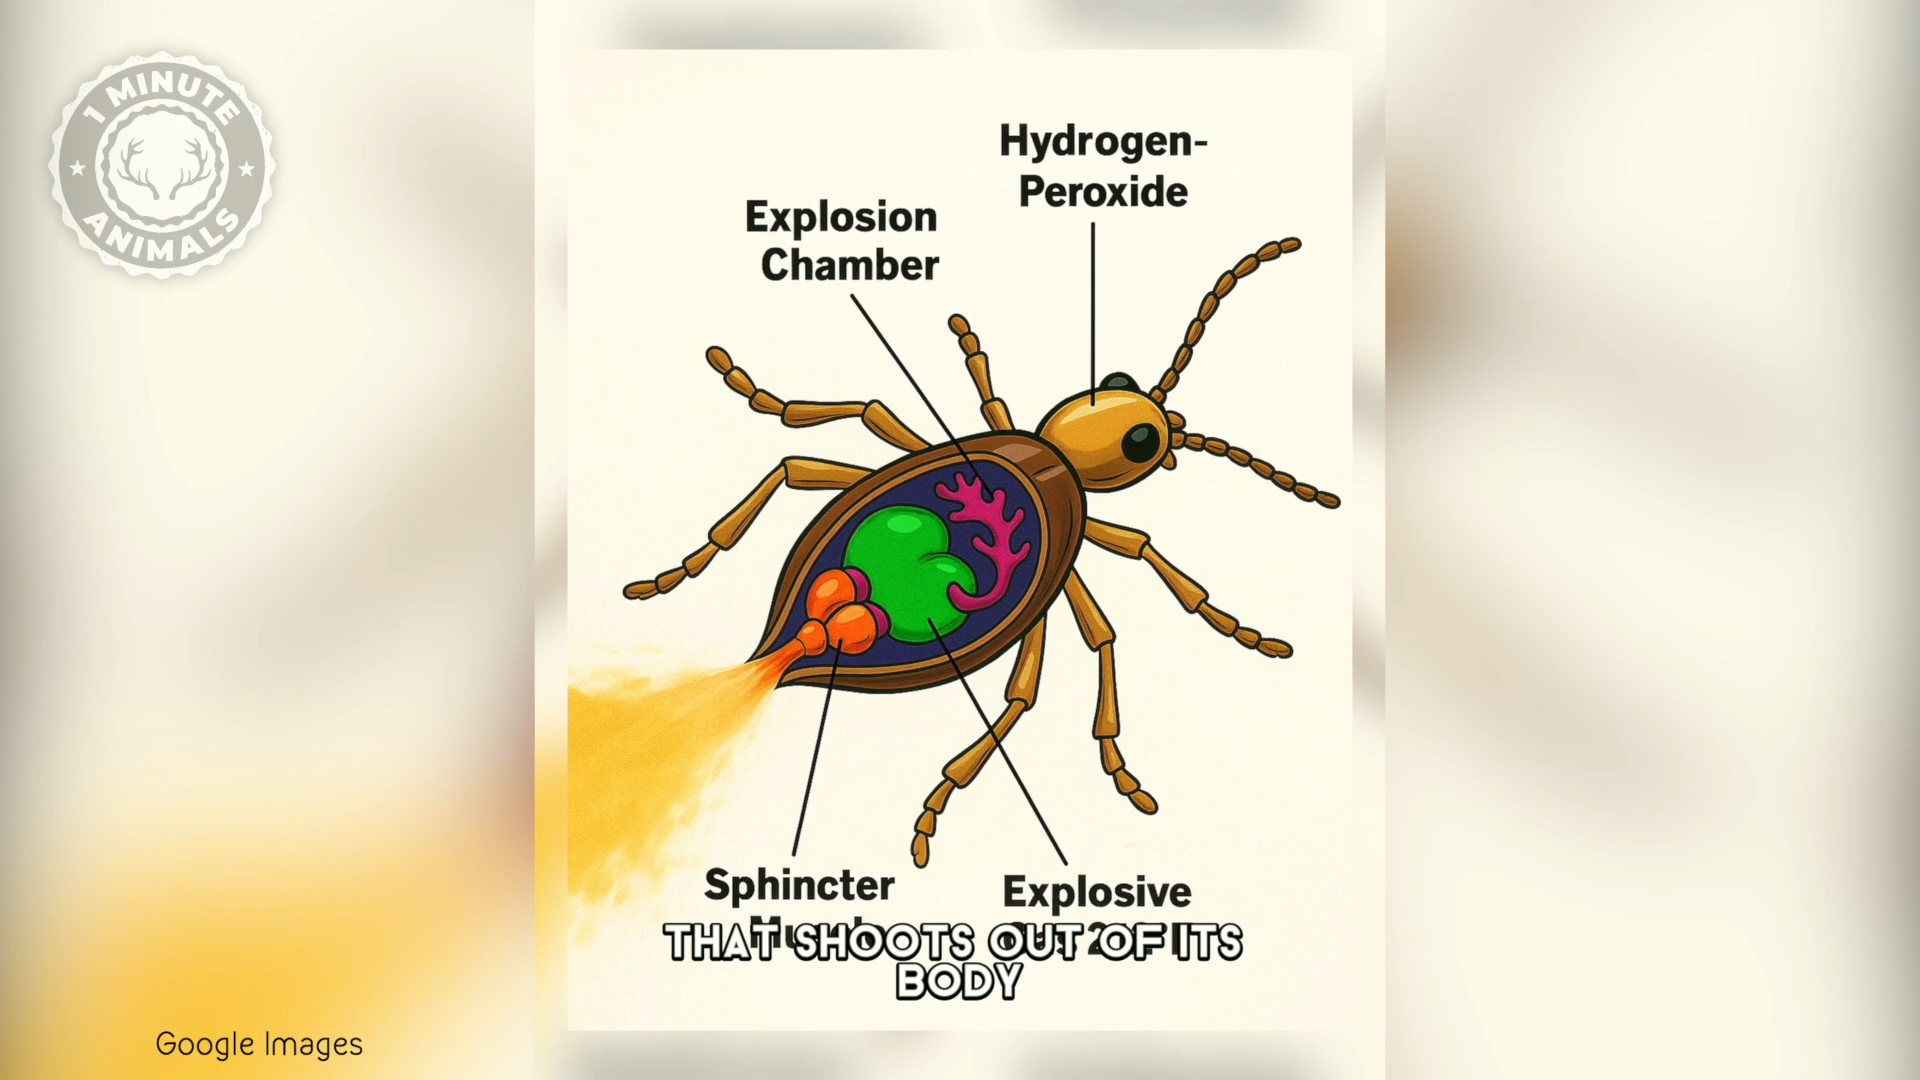 1 MINUTE
ANIMALS
Hydrogen-
Peroxide
Explosion
Chamber
Sphincter
Explosive
THAT SHOOTS OUT OF ITS
BODY
Google Images